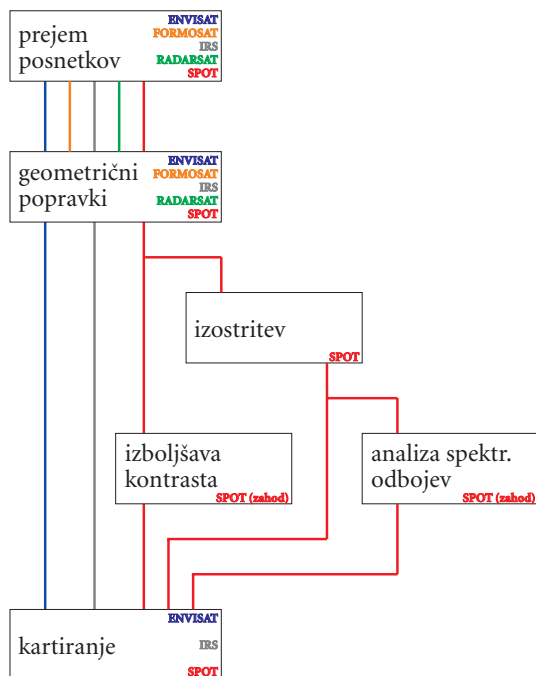 prejem
posnetkov
ENVISAT
FORMOSAT
IRS
RADARSAT
SPOT
geometrični
popravki
ENVISAT
FORMOSAT
IRS
RADARSAT
SPOT
izostritev
SPOT
izboljšava
kontrasta
SPOT (zahod)
analiza spektr.
odbojev
SPOT (zahod)
kartiranje
ENVISAT
IRS
SPOT